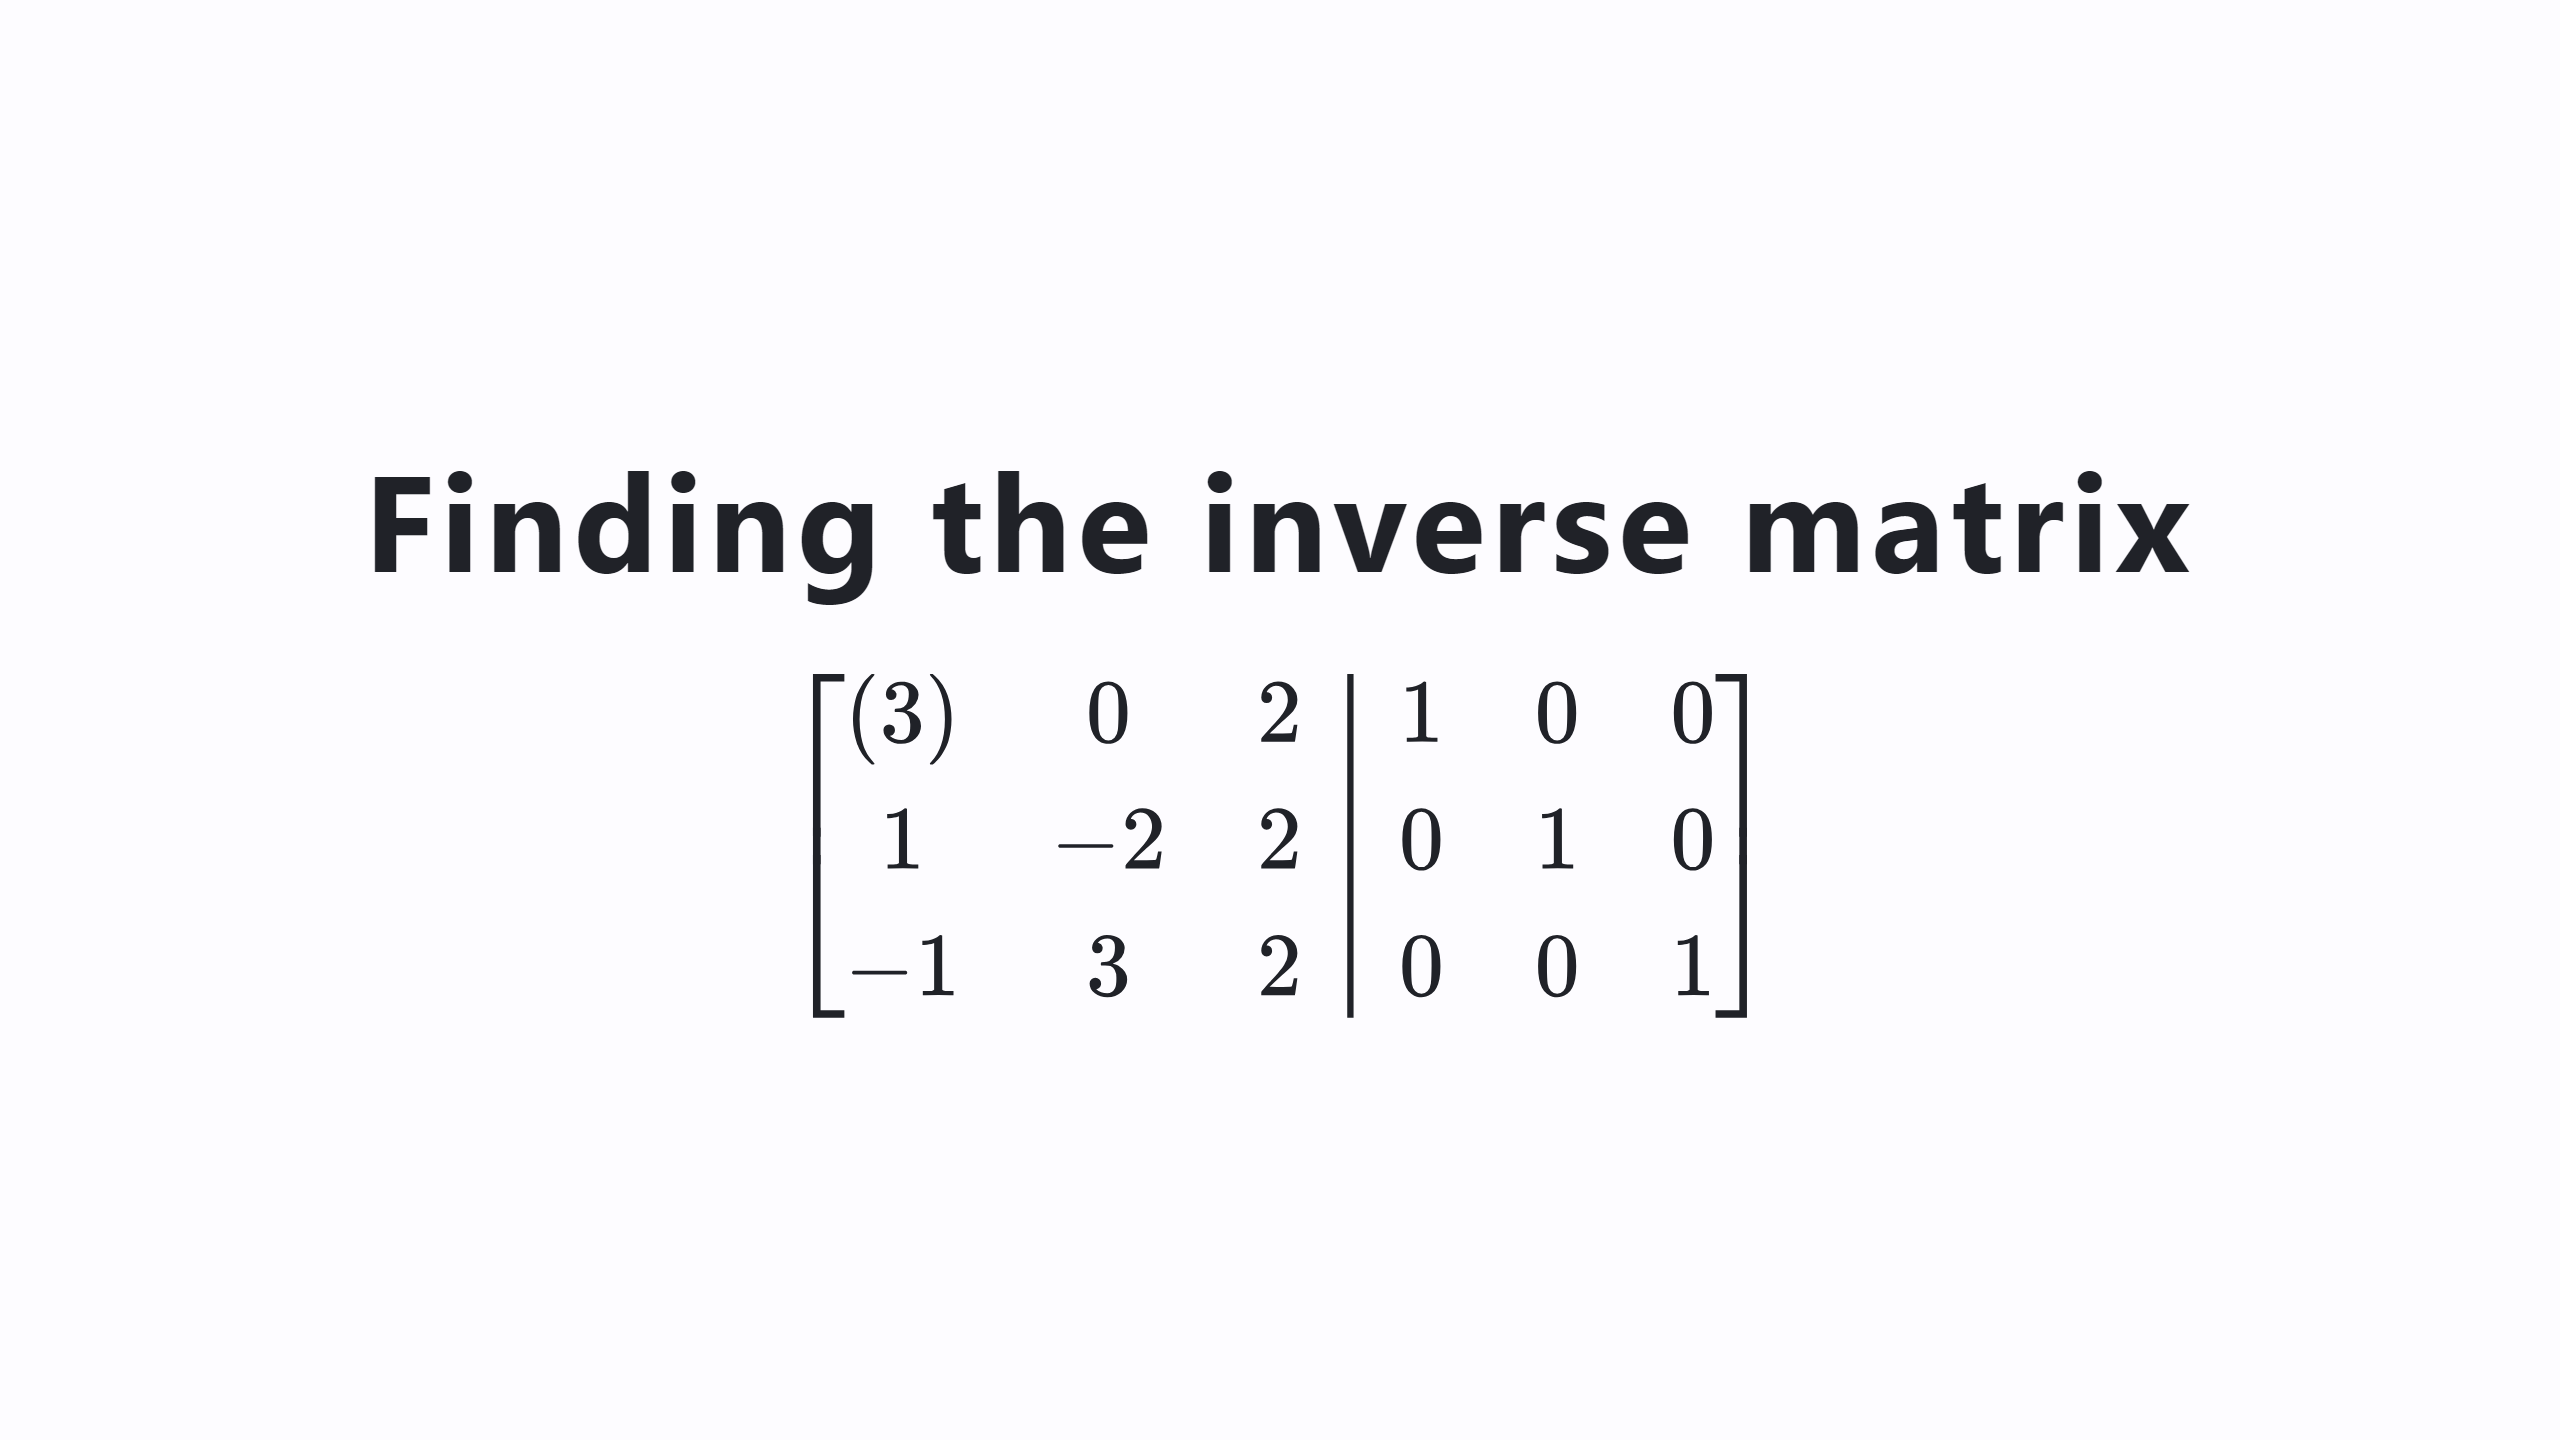 Finding the inverse matrix
(3) 0 2 | 1 0 0
1 −2 2 | 0 1 0
−1 3 2 | 0 0 1